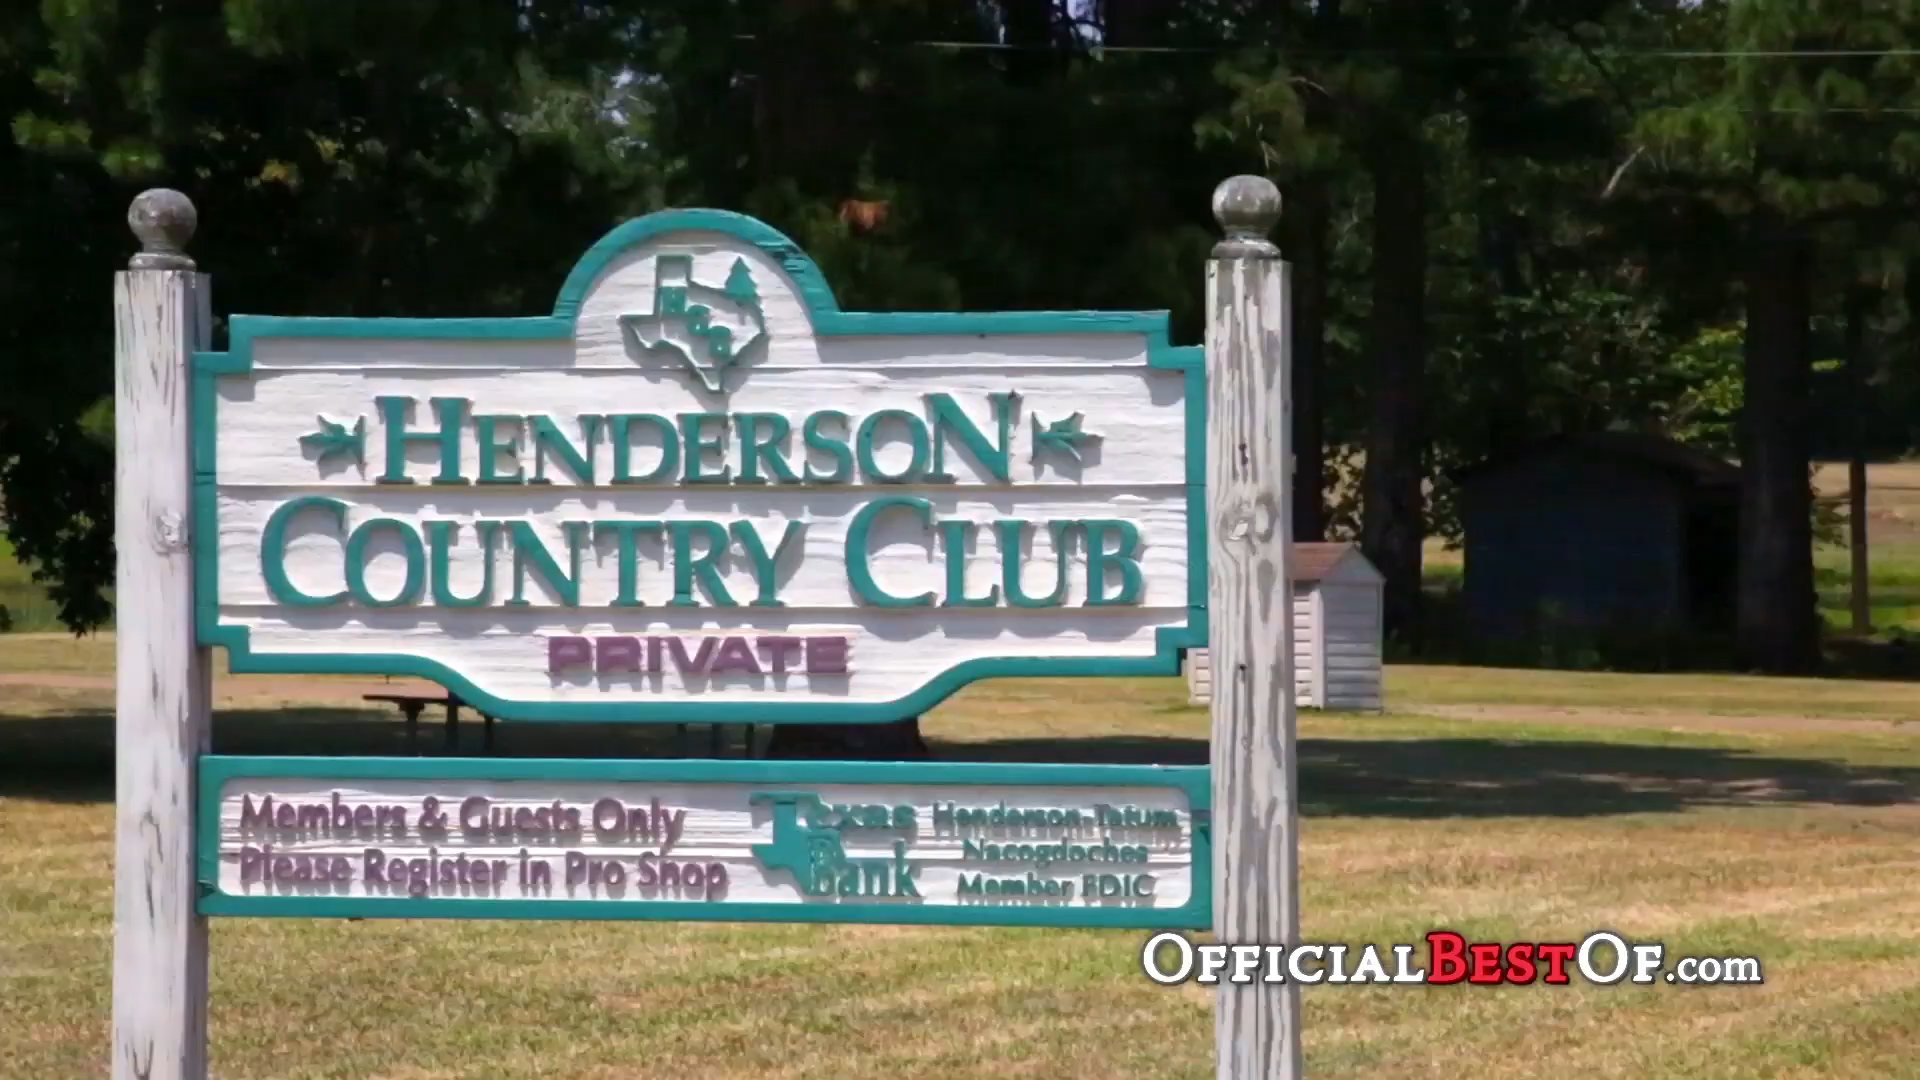 HCC
HENDERSON
COUNTRY CLUB
PRIVATE
Members & Guests Only
Please Register in Pro Shop
Texas
Bank
Henderson-Tatum
Nacogdoches
Member FDIC
OFFICIALBESTOF.com